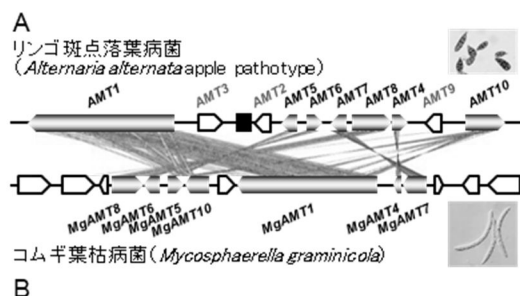 A
リンゴ斑点落葉病菌
(Alternaria alternata apple pathotype)
AMT1 AMT3 AMT2 AMT5 AMT6 AMT7 AMT8 AMT4 AMT9 AMT10
MgAMT8 MgAMT6 MgAMT5 MgAMT10 MgAMT1 MgAMT4 MgAMT7
コムギ葉枯病菌(Mycosphaerella graminicola)
B